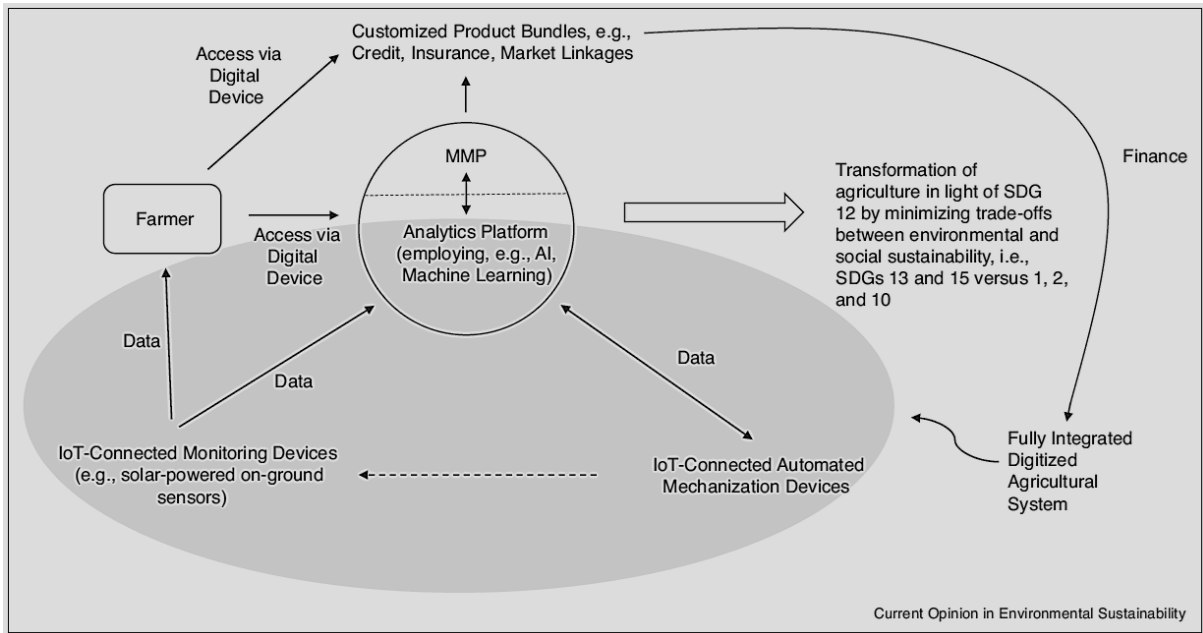 Customized Product Bundles, e.g.,
Credit, Insurance, Market Linkages
Access via
Digital
Device
MMP
Finance
Transformation of
agriculture in light of SDG
12 by minimizing trade-offs
between environmental and
social sustainability, i.e.,
SDGs 13 and 15 versus 1, 2,
and 10
Farmer
Access via
Digital
Device
Analytics Platform
(employing, e.g., AI,
Machine Learning)
Data
Data
Data
IoT-Connected Monitoring Devices
(e.g., solar-powered on-ground
sensors)
IoT-Connected Automated
Mechanization Devices
Fully Integrated
Digitized
Agricultural
System
Current Opinion in Environmental Sustainability